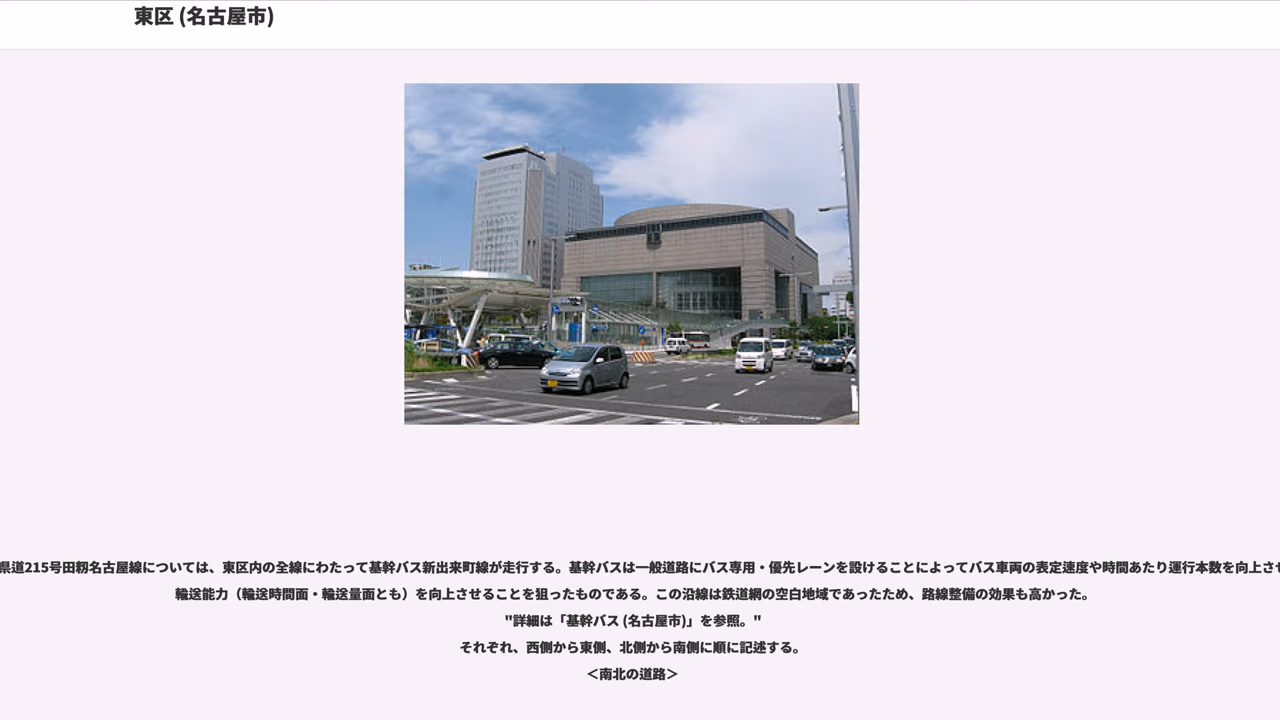 東区 (名古屋市)
県道215号田籾名古屋線については、東区内の全線にわたって基幹バス新出来町線が走行する。基幹バスは一般道路にバス専用・優先レーンを設けることによってバス車両の表定速度や時間あたり運行本数を向上させ
輸送能力（輸送時間面・輸送量面とも）を向上させることを狙ったものである。この沿線は鉄道網の空白地域であったため、路線整備の効果も高かった。
"詳細は「基幹バス (名古屋市)」を参照。"
それぞれ、西側から東側、北側から南側に順に記述する。
＜南北の道路＞